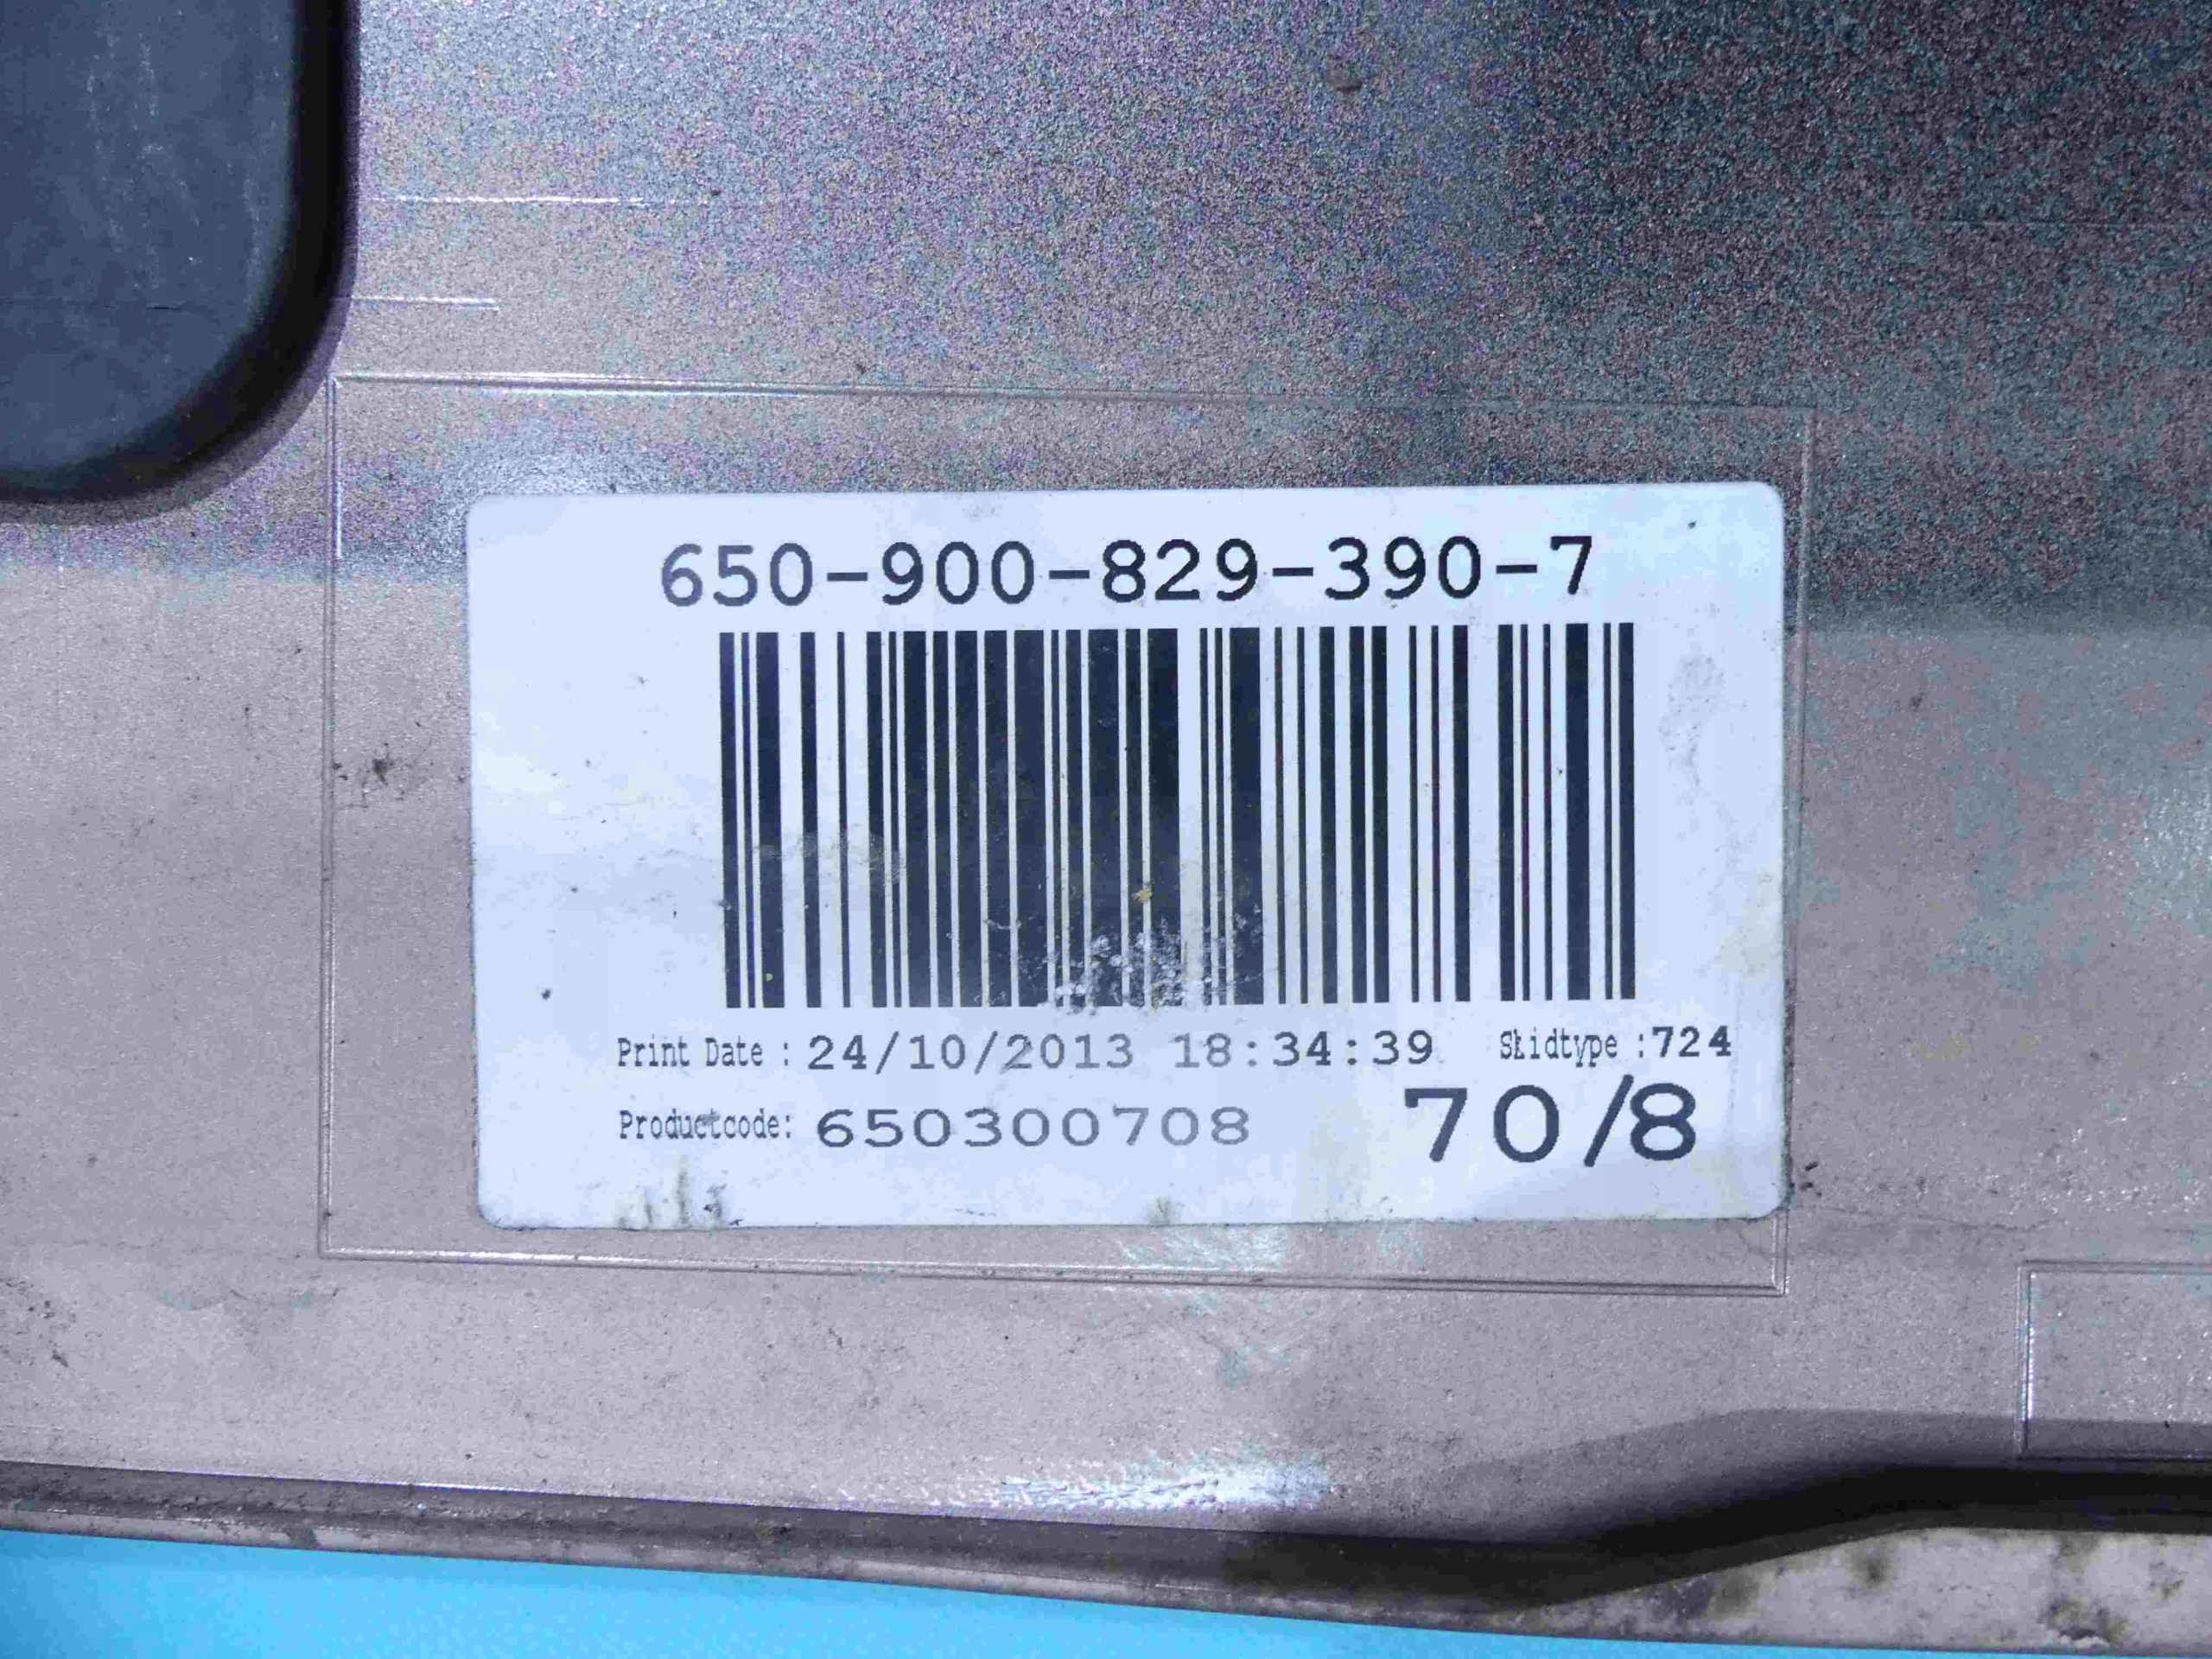 650-900-829-390-7
Print Date : 24/10/2013 18:34:39 Skidtype :724
Productcode: 650300708 70/8